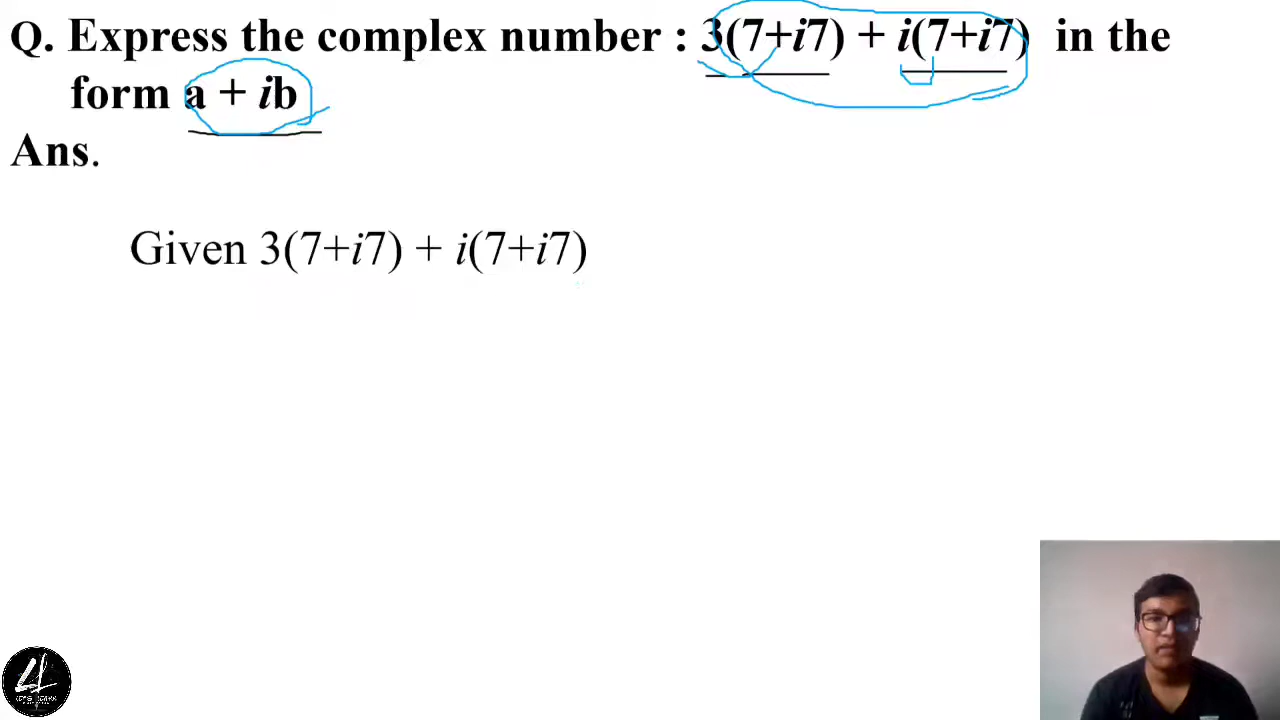 Q. Express the complex number : 3(7+i7) + i(7+i7) in the
form a + ib
Ans.
Given 3(7+i7) + i(7+i7)